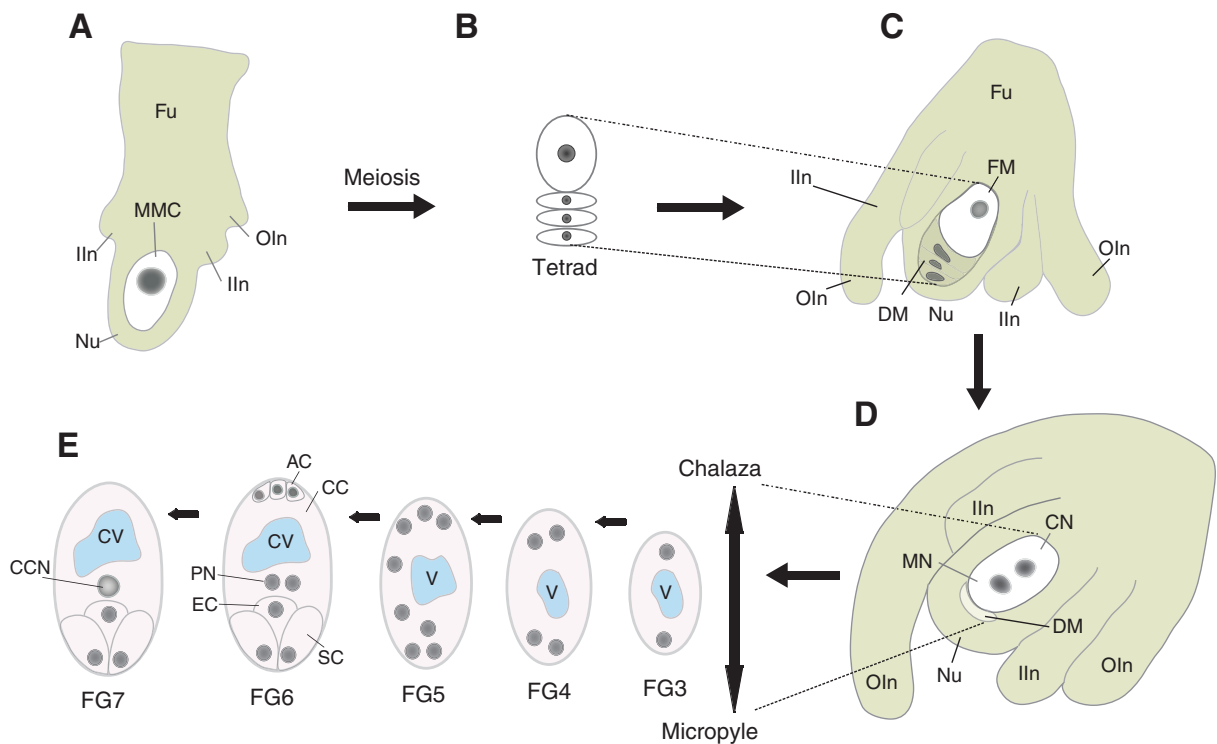 A
B
C
Fu
Fu
Meiosis
IIn
FM
MMC
IIn
OIn
IIn
Tetrad
OIn
OIn
DM
Nu
IIn
Nu
D
E
AC
CC
Chalaza
IIn
CN
CV
CV
MN
CCN
PN
V
V
V
EC
DM
SC
Nu
IIn
OIn
OIn
FG7
FG6
FG5
FG4
FG3
Micropyle